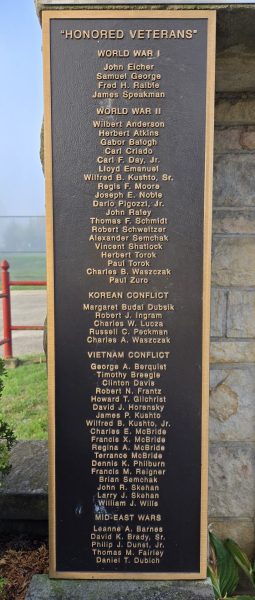 "HONORED VETERANS"
WORLD WAR I
John Eicher
Samuel George
Fred H. Raible
James Speakman
WORLD WAR II
Wilbert Anderson
Herbert Atkins
Gabor Balogh
Carl Criado
Carl F. Day, Jr.
Lloyd Emanuel
Wilfred B. Kushto, Sr.
Regis F. Moore
Joseph E. Noble
Dario Pigozzi, Jr.
John Raley
Thomas F. Schmidt
Robert Schweitzer
Alexander Semchak
Vincent Shatlock
Herbert Torok
Paul Torok
Charles B. Waszczak
Paul Zuro
KOREAN CONFLICT
Margaret Budai Dubsik
Robert J. Ingram
Charles W. Lucza
Russell C. Peckman
Charles A. Waszczak
VIETNAM CONFLICT
George A. Berquist
Timothy Breegle
Clinton Davis
Robert N. Frantz
Howard T. Gilchrist
David J. Horensky
James P. Kushto
Wilfred B. Kushto, Jr.
Charles E. McBride
Francis X. McBride
Regina A. McBride
Terrance McBride
Dennis K. Philburn
Francis M. Reigner
Brian Semchak
John R. Skehan
Larry J. Skehan
William J. Wills
MID-EAST WARS
Leanne A. Barnes
David K. Brady, Sr.
Philip J. Dunst, Jr.
Thomas M. Fairley
Daniel T. Dubich